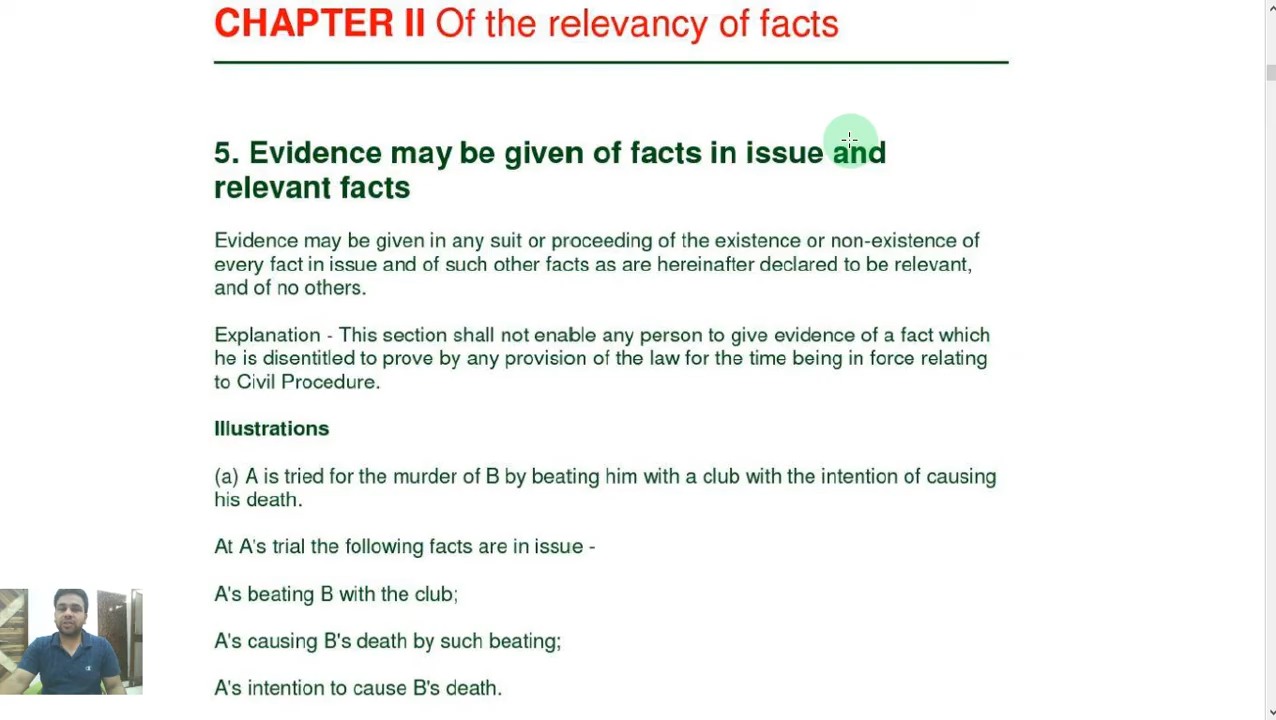 CHAPTER II Of the relevancy of facts
5. Evidence may be given of facts in issue and
relevant facts
Evidence may be given in any suit or proceeding of the existence or non-existence of
every fact in issue and of such other facts as are hereinafter declared to be relevant,
and of no others.
Explanation - This section shall not enable any person to give evidence of a fact which
he is disentitled to prove by any provision of the law for the time being in force relating
to Civil Procedure.
Illustrations
(a) A is tried for the murder of B by beating him with a club with the intention of causing
his death.
At A's trial the following facts are in issue -
A's beating B with the club;
A's causing B's death by such beating;
A's intention to cause B's death.